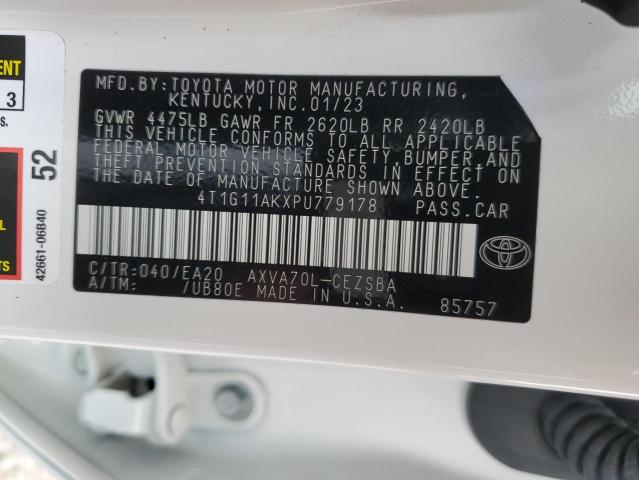 MFD.BY:TOYOTA MOTOR MANUFACTURING,
KENTUCKY,INC.01/23
GVWR 4475LB GAWR FR 2620LB RR 2420LB
THIS VEHICLE CONFORMS TO ALL APPLICABLE
FEDERAL MOTOR VEHICLE SAFETY,BUMPER,AND
THEFT PREVENTION STANDARDS IN EFFECT ON
THE DATE OF MANUFACTURE SHOWN ABOVE.
4T1G11AKXPU779178 PASS.CAR
C/TR:040/EA20 AXVA70L-CEZSBA
A/TM: /UB80E MADE IN U.S.A. 85757
3
52
42661-06B40